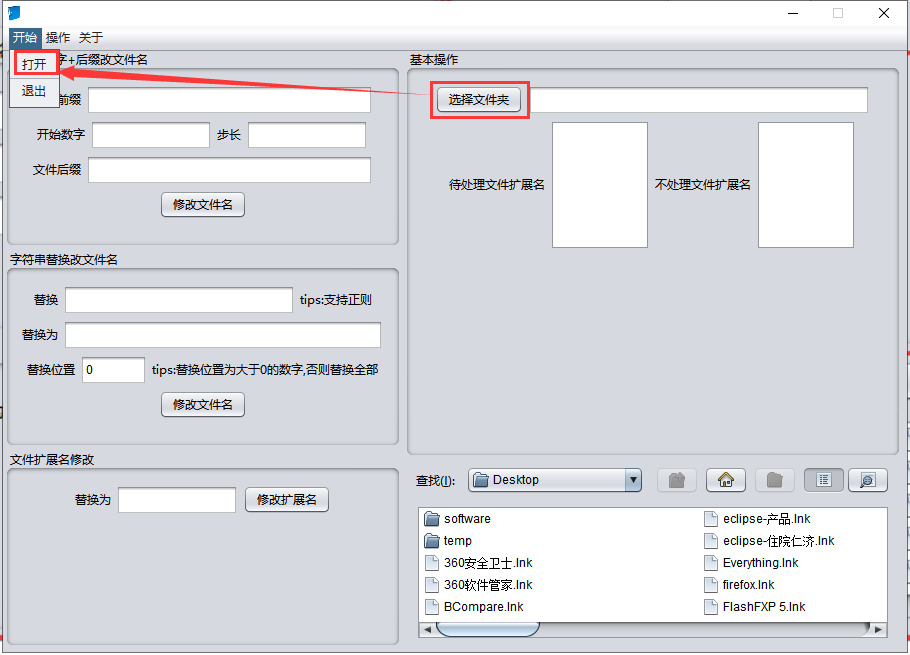 开始 操作 关于
打开
退出
字+后缀改文件名
前缀
开始数字
步长
文件后缀
修改文件名
字符串替换改文件名
替换
tips:支持正则
替换为
替换位置
0
tips:替换位置为大于0的数字,否则替换全部
修改文件名
文件扩展名修改
替换为
修改扩展名
基本操作
选择文件夹
待处理文件扩展名
不处理文件扩展名
查找(I):
Desktop
software
temp
360安全卫士.lnk
360软件管家.lnk
BCompare.lnk
eclipse-产品.lnk
eclipse-住院仁济.lnk
Everything.lnk
firefox.lnk
FlashFXP 5.lnk